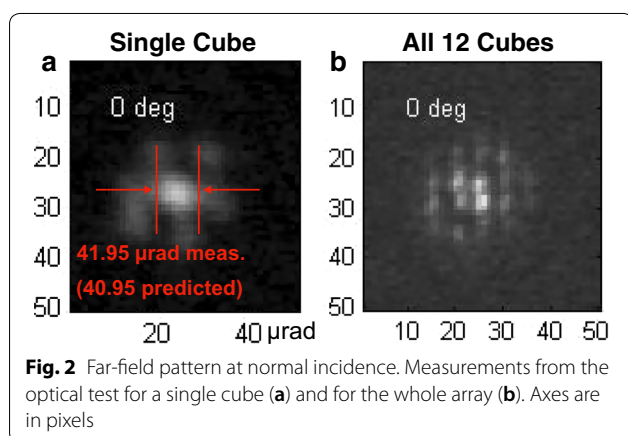 Single Cube
All 12 Cubes
a
b
0 deg
0 deg
10
20
30
40
50
10
20
30
40
50
41.95 µrad meas.
(40.95 predicted)
20 40 µrad
10 20 30 40 50
Fig. 2 Far-field pattern at normal incidence. Measurements from the
optical test for a single cube (a) and for the whole array (b). Axes are
in pixels